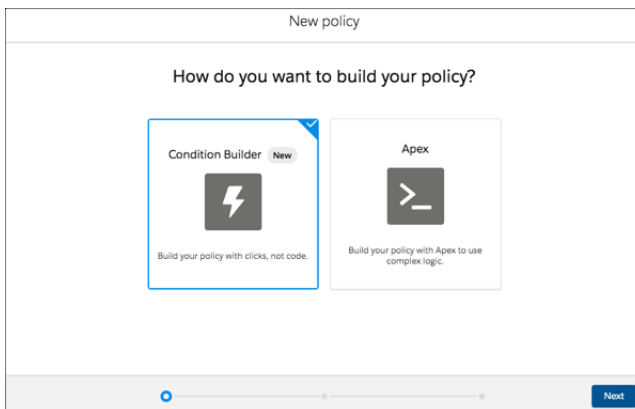 New policy
How do you want to build your policy?
Condition Builder New
Build your policy with clicks, not code.
Apex
Build your policy with Apex to use
complex logic.
Next